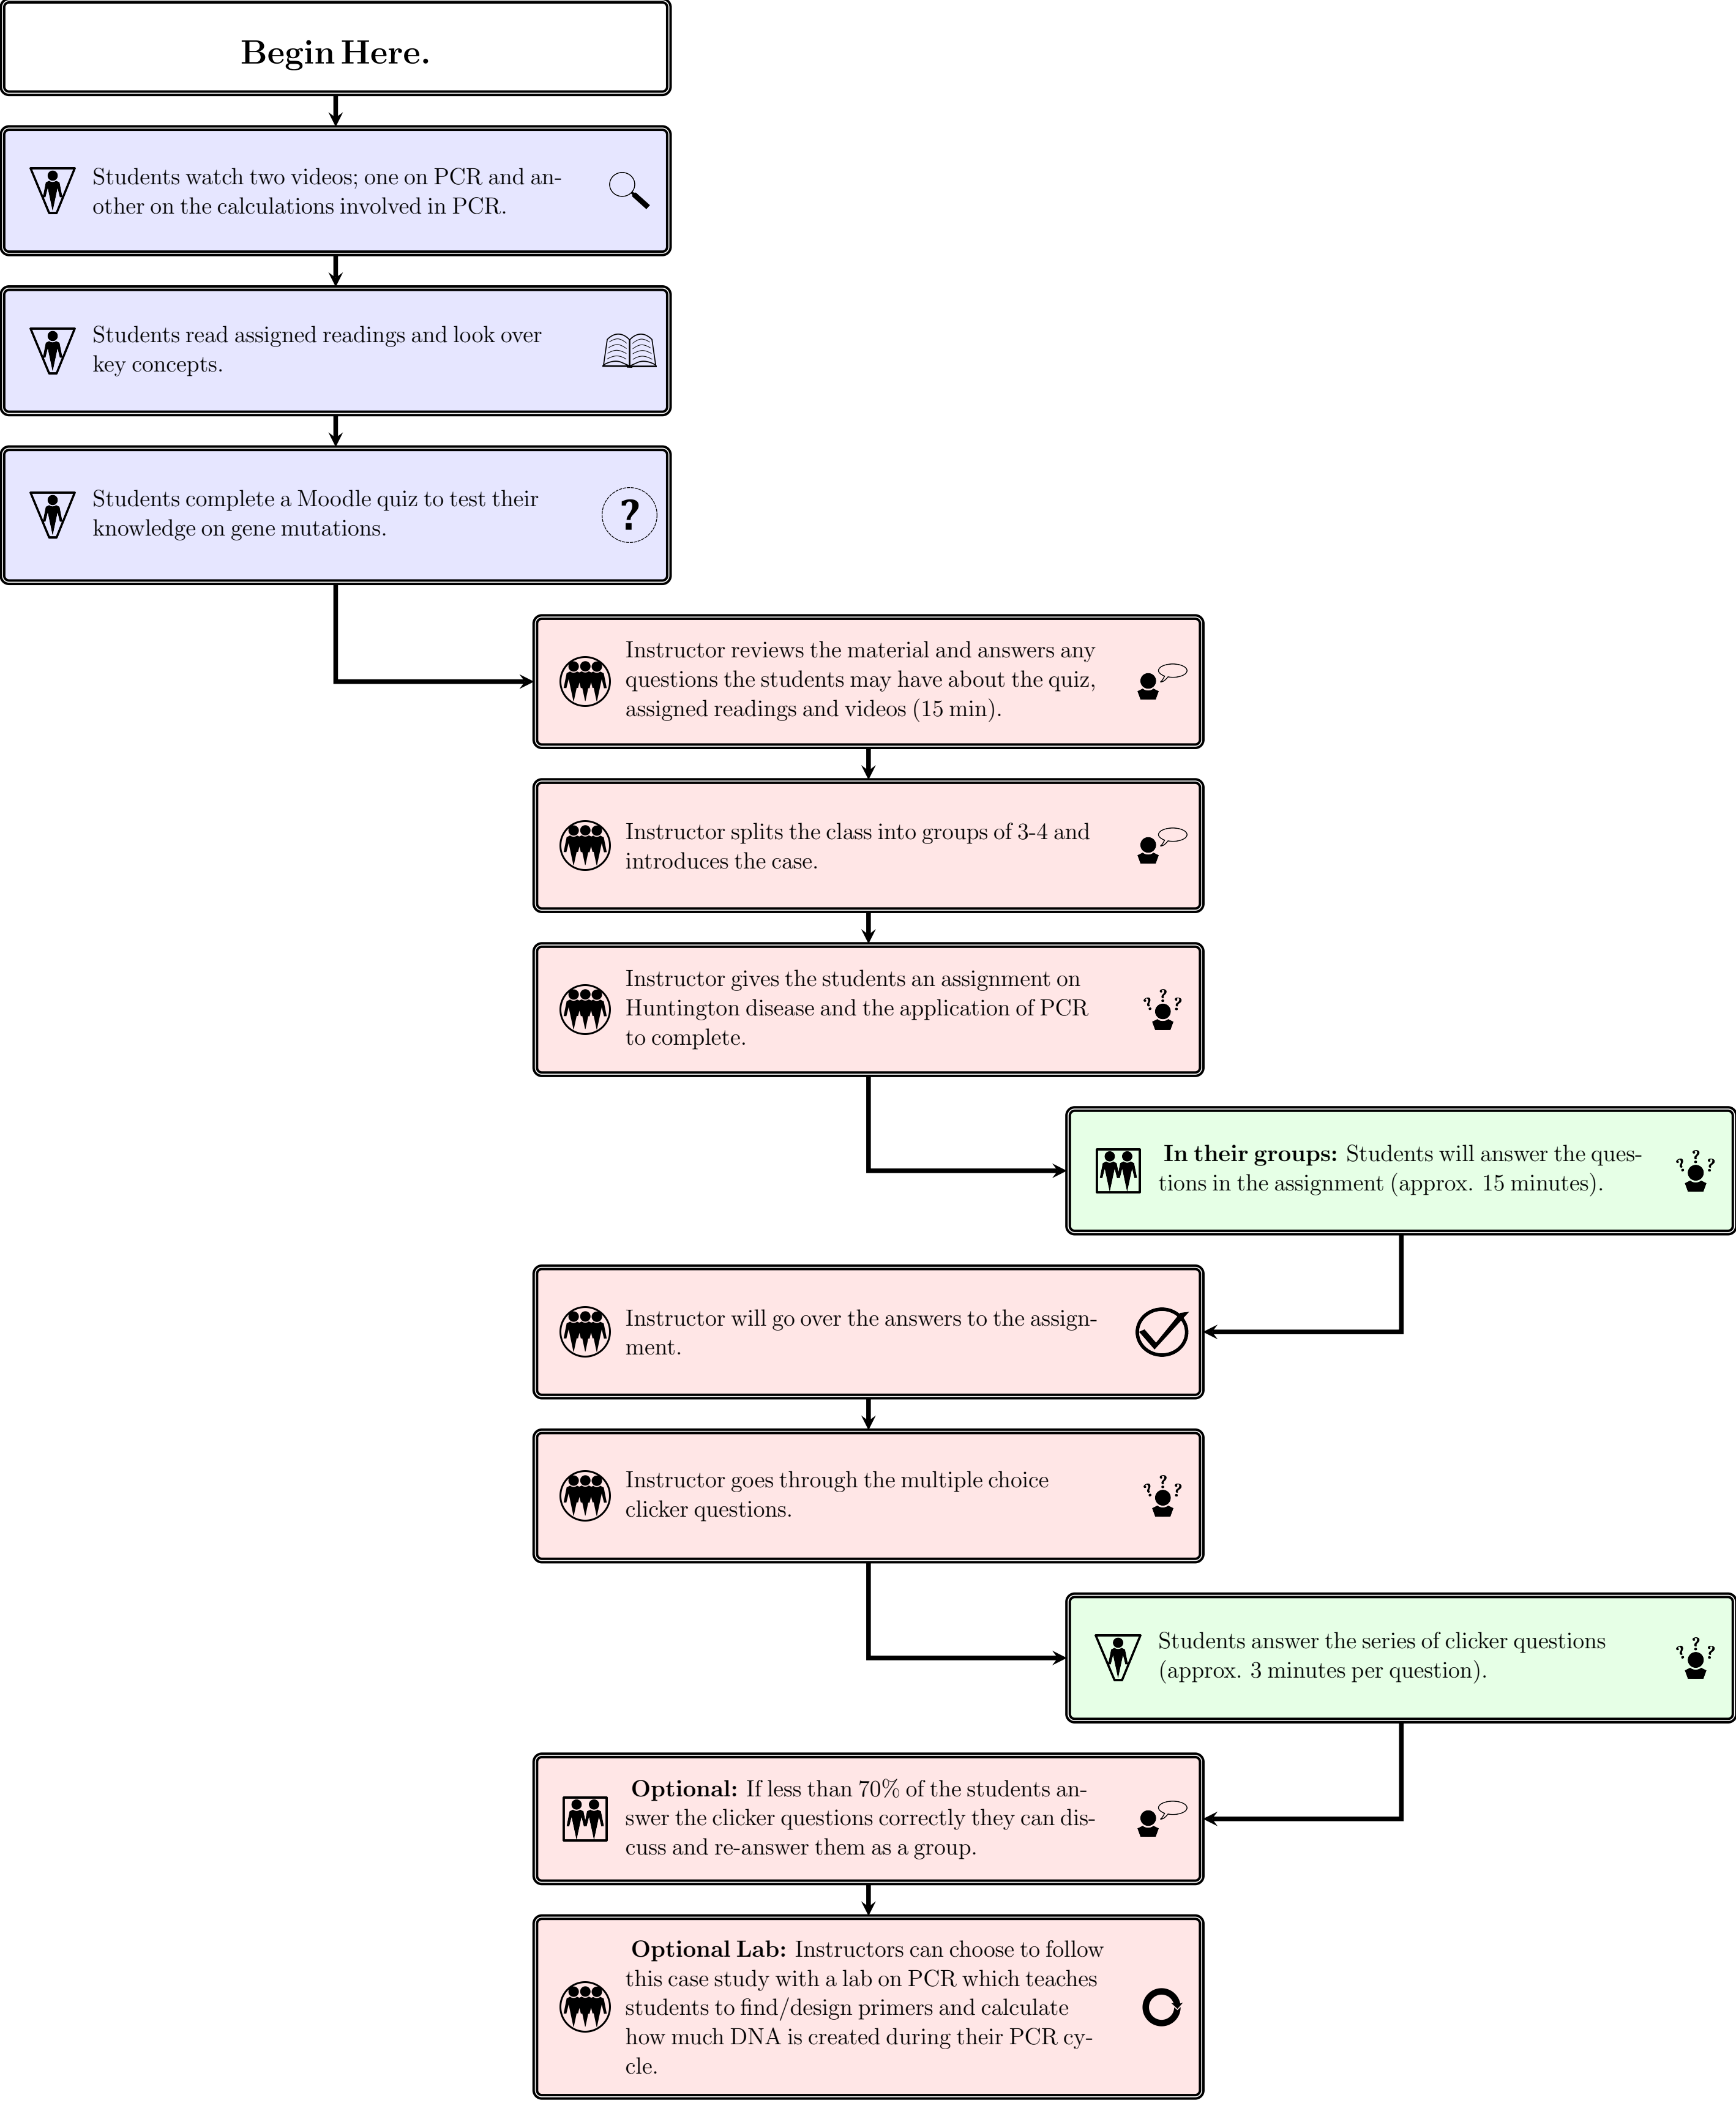 Begin Here.
Students watch two videos; one on PCR and an-
other on the calculations involved in PCR.
Students read assigned readings and look over
key concepts.
Students complete a Moodle quiz to test their
knowledge on gene mutations.
?
Instructor reviews the material and answers any
questions the students may have about the quiz,
assigned readings and videos (15 min).
Instructor splits the class into groups of 3-4 and
introduces the case.
Instructor gives the students an assignment on
Huntington disease and the application of PCR
to complete.
? ? ?
In their groups: Students will answer the ques-
tions in the assignment (approx. 15 minutes).
? ? ?
Instructor will go over the answers to the assign-
ment.
Instructor goes through the multiple choice
clicker questions.
? ? ?
Students answer the series of clicker questions
(approx. 3 minutes per question).
? ? ?
Optional: If less than 70% of the students an-
swer the clicker questions correctly they can dis-
cuss and re-answer them as a group.
Optional Lab: Instructors can choose to follow
this case study with a lab on PCR which teaches
students to find/design primers and calculate
how much DNA is created during their PCR cy-
cle.